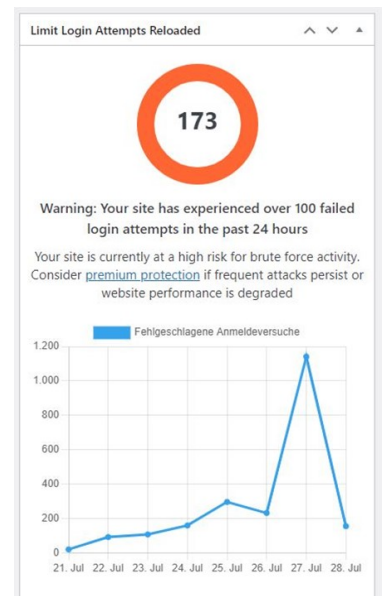 Limit Login Attempts Reloaded
173
Warning: Your site has experienced over 100 failed
login attempts in the past 24 hours
Your site is currently at a high risk for brute force activity.
Consider premium protection if frequent attacks persist or
website performance is degraded
Fehlgeschlagene Anmeldeversuche
1.200
1.000
800
600
400
200
0
21. Jul 22. Jul 23. Jul 24. Jul 25. Jul 26. Jul 27. Jul 28. Jul